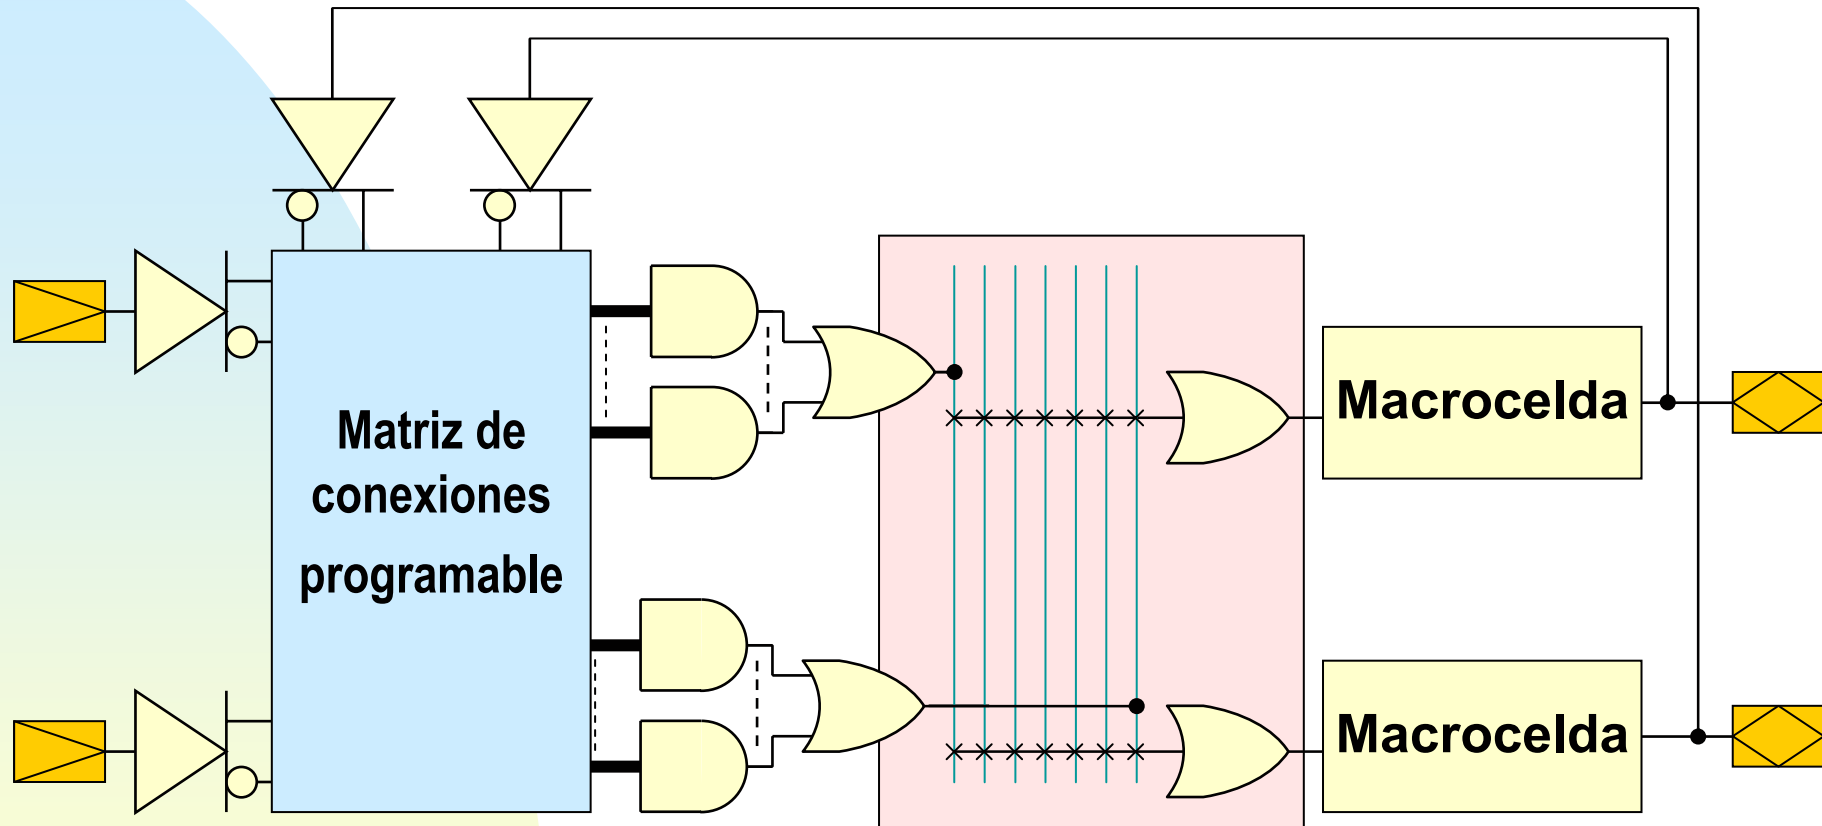 Matriz de
conexiones
programable
Macrocelda
Macrocelda